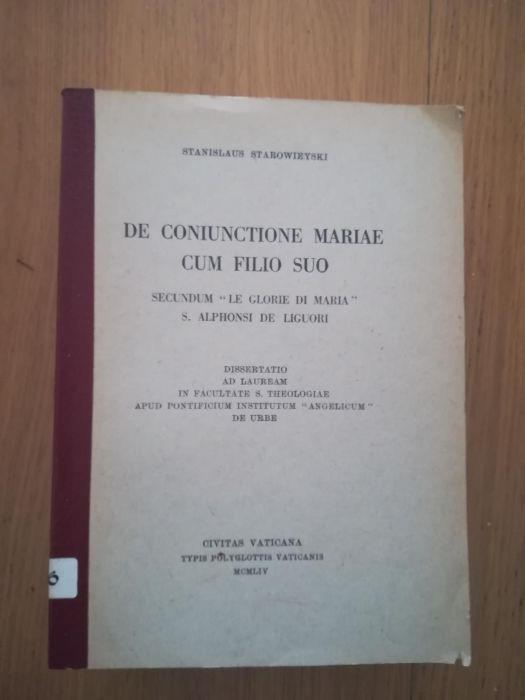 STANISLAUS STAROWIEYSKI
DE CONIUNCTIONE MARIAE
CUM FILIO SUO
SECUNDUM "LE GLORIE DI MARIA"
S. ALPHONSI DE LIGUORI
DISSERTATIO
AD LAUREAM
IN FACULTATE S. THEOLOGIAE
APUD PONTIFICIUM INSTITUTUM "ANGELICUM"
DE URBE
CIVITAS VATICANA
TYPIS POLYGLOTTIS VATICANIS
MCMLIV
6